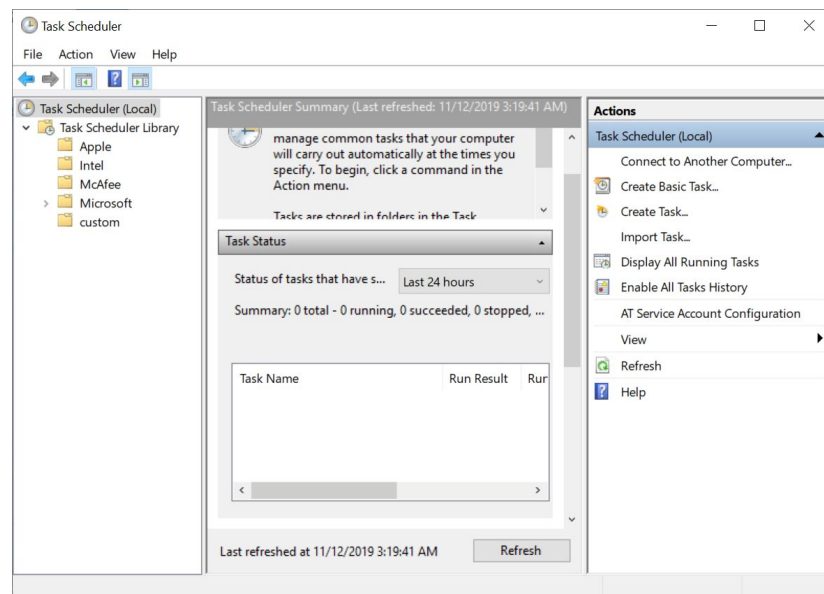 Task Scheduler
File Action View Help
Task Scheduler (Local)
Task Scheduler Library
Apple
Intel
McAfee
Microsoft
custom
Task Scheduler Summary (Last refreshed: 11/12/2019 3:19:41 AM)
manage common tasks that your computer
will carry out automatically at the times you
specify. To begin, click a command in the
Action menu.
Tasks are stored in folders in the Task
Task Status
Status of tasks that have s... Last 24 hours
Summary: 0 total - 0 running, 0 succeeded, 0 stopped, ...
Task Name Run Result Rur
Last refreshed at 11/12/2019 3:19:41 AM Refresh
Actions
Task Scheduler (Local)
Connect to Another Computer...
Create Basic Task...
Create Task...
Import Task...
Display All Running Tasks
Enable All Tasks History
AT Service Account Configuration
View
Refresh
Help